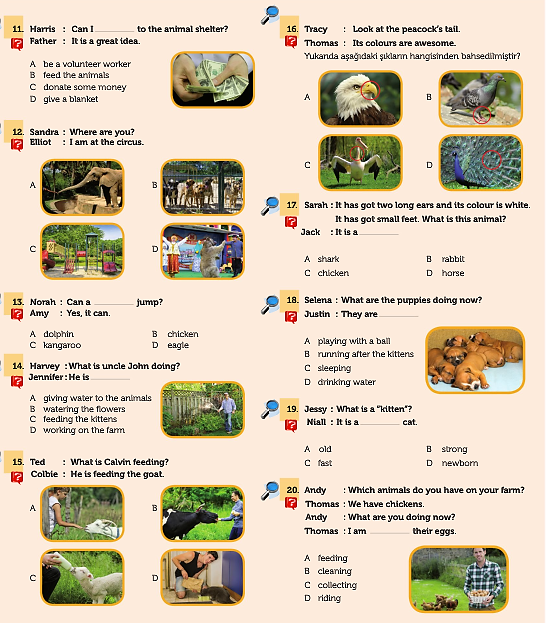 11. Harris : Can I ________ to the animal shelter?
Father : It is a great idea.
A be a volunteer worker
B feed the animals
C donate some money
D give a blanket
12. Sandra : Where are you?
Elliot : I am at the circus.
A
B
C
D
13. Norah : Can a ________ jump?
Amy : Yes, it can.
A dolphin
B chicken
C kangaroo
D eagle
14. Harvey : What is uncle John doing?
Jennifer : He is ________
A giving water to the animals
B watering the flowers
C feeding the kittens
D working on the farm
15. Ted : What is Calvin feeding?
Colbie : He is feeding the goat.
A
B
C
D
16. Tracy : Look at the peacock's tail.
Thomas : Its colours are awesome.
Yukarıda aşağıdaki şıkların hangisinden bahsedilmiştir?
A
B
C
D
17. Sarah : It has got two long ears and its colour is white.
It has got small feet. What is this animal?
Jack : It is a ________
A shark
B rabbit
C chicken
D horse
18. Selena : What are the puppies doing now?
Justin : They are ________
A playing with a ball
B running after the kittens
C sleeping
D drinking water
19. Jessy : What is a "kitten"?
Niall : It is a ________ cat.
A old
B strong
C fast
D newborn
20. Andy : Which animals do you have on your farm?
Thomas : We have chickens.
Andy : What are you doing now?
Thomas : I am ________ their eggs.
A feeding
B cleaning
C collecting
D riding